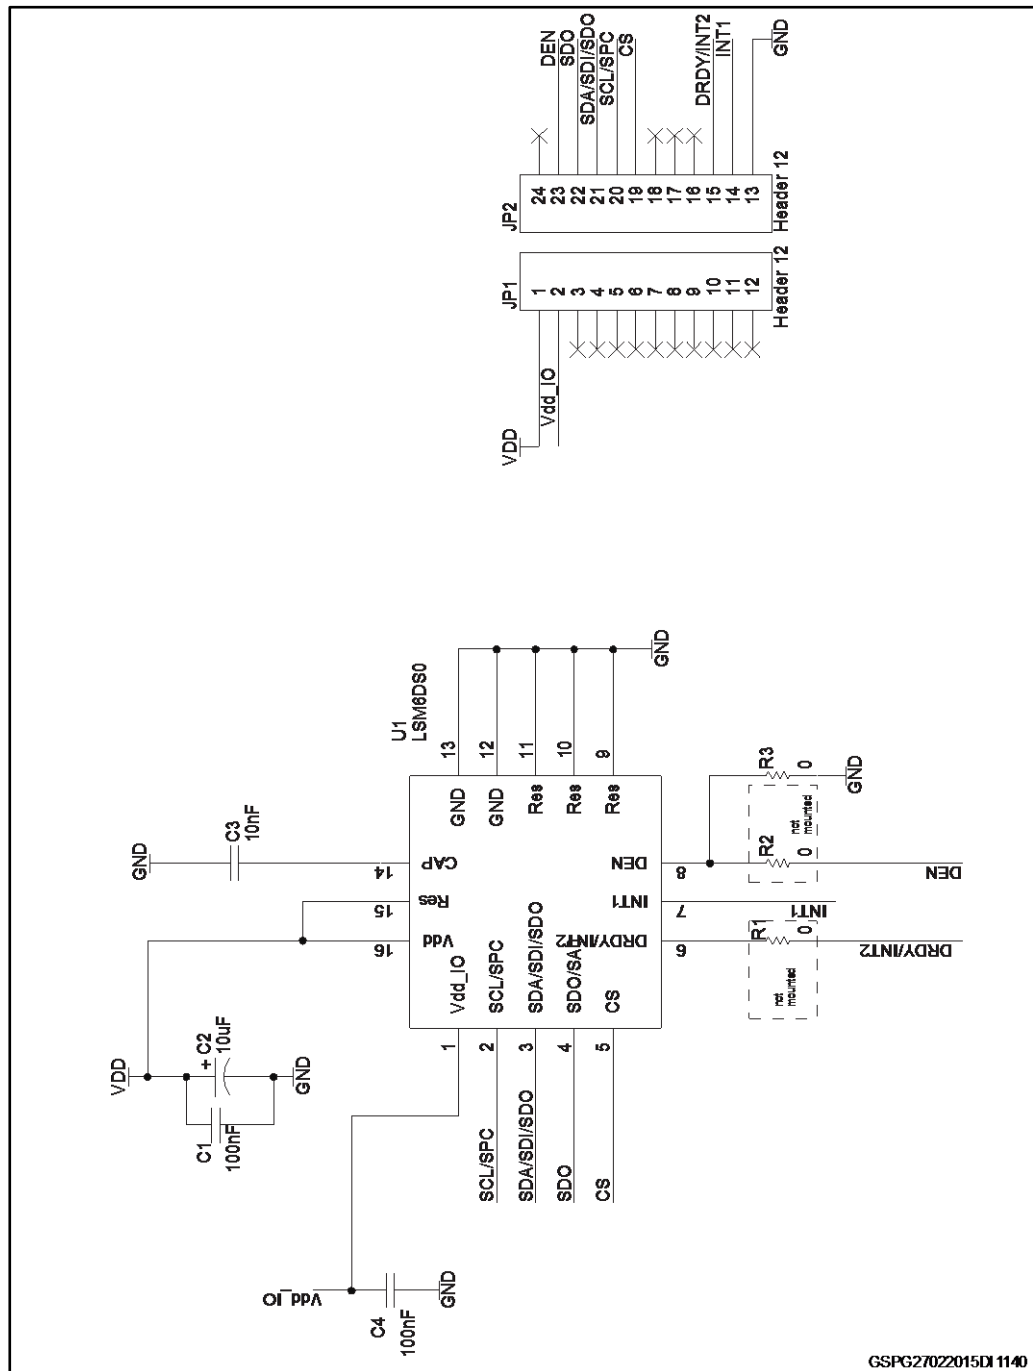 DEN
SDO
SDA/SDI/SDO
SCL/SPC
CS
DRDY/INT2
INT1
GND
JP2
24
23
22
21
20
19
18
17
16
15
14
13
Header 12
JP1
1
2
3
4
5
6
7
8
9
10
11
12
Header 12
VDD
Vdd_IO
U1
LSM6DS0
13
12
11
10
9
GND
GND
GND
Res
Res
Res
GND
C3
10nF
14
CAP
15
Res
16
Vdd
Vdd_IO
SCL/SPC
SDA/SDI/SDO
SDO/SA
CS
DEN
8
INT1
7
DRDY/INT2
6
R3
0
GND
R2
0
not
mounted
DEN
INT1
R1
0
not
mounted
DRDY/INT2
VDD
+ C2
10uF
GND
C1
100nF
1
2
3
4
5
SCL/SPC
SDA/SDI/SDO
SDO
CS
Vdd_IO
C4
100nF
GND
GSPG27022015DI1140